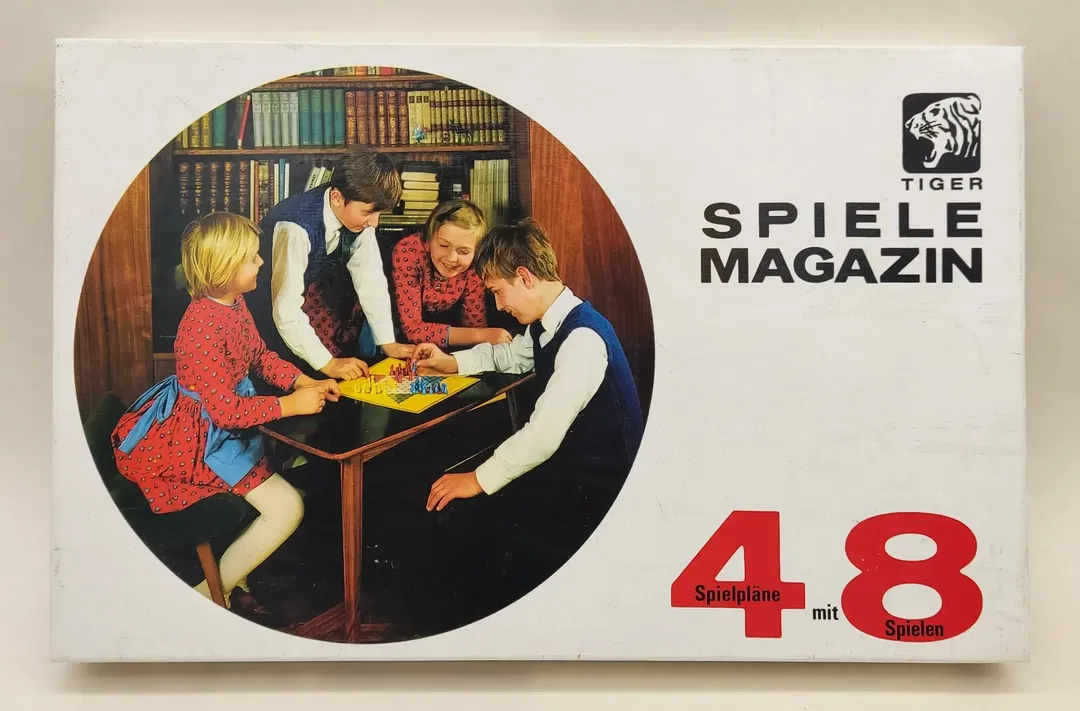 TIGER
SPIELE
MAGAZIN
4 Spielpläne mit 8 Spielen